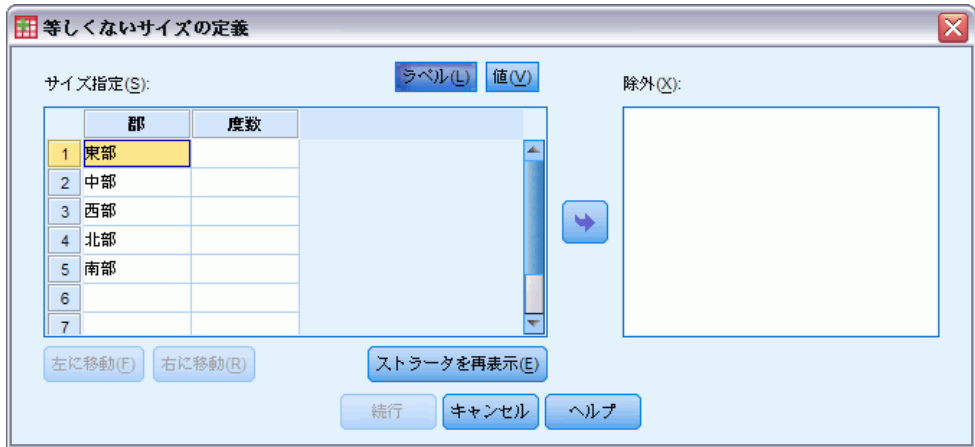 等しくないサイズの定義
サイズ指定(S):
ラベル(L) 値(V)
除外(X):
郡 度数
1 東部
2 中部
3 西部
4 北部
5 南部
6
7
左に移動(F) 右に移動(R) ストラータを再表示(E)
続行 キャンセル ヘルプ